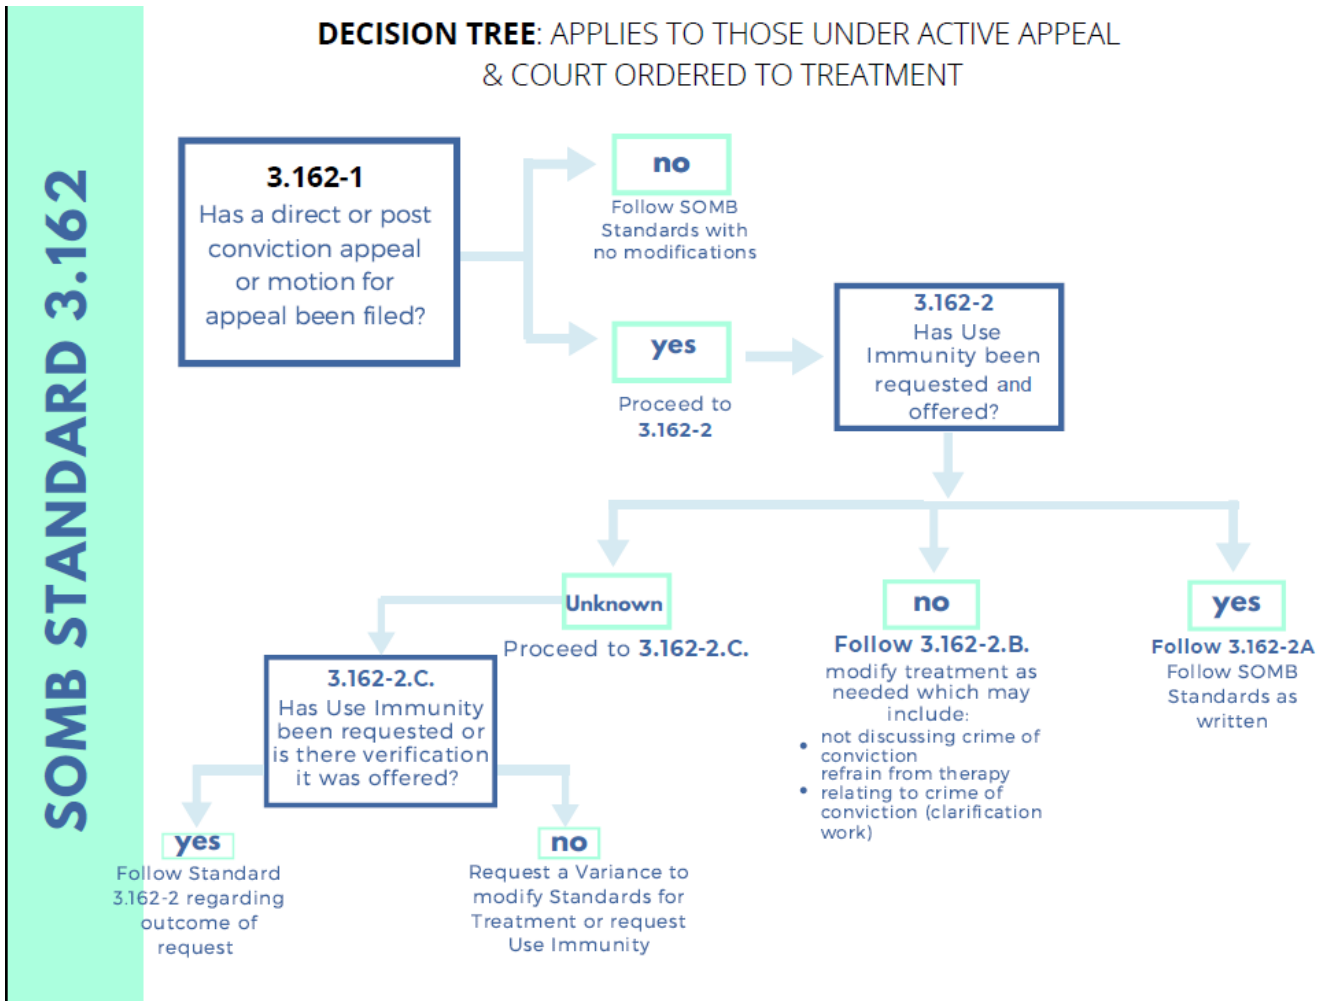 DECISION TREE: APPLIES TO THOSE UNDER ACTIVE APPEAL
& COURT ORDERED TO TREATMENT
SOMB STANDARD 3.162
3.162-1
Has a direct or post
conviction appeal
or motion for
appeal been filed?
no
Follow SOMB
Standards with
no modifications
yes
Proceed to
3.162-2
3.162-2
Has Use
Immunity been
requested and
offered?
Unknown
Proceed to 3.162-2.C.
no
Follow 3.162-2.B.
modify treatment as
needed which may
include:
• not discussing crime of
conviction
refrain from therapy
• relating to crime of
conviction (clarification
work)
yes
Follow 3.162-2A
Follow SOMB
Standards as
written
3.162-2.C.
Has Use Immunity
been requested or
is there verification
it was offered?
yes
Follow Standard
3.162-2 regarding
outcome of
request
no
Request a Variance to
modify Standards for
Treatment or request
Use Immunity